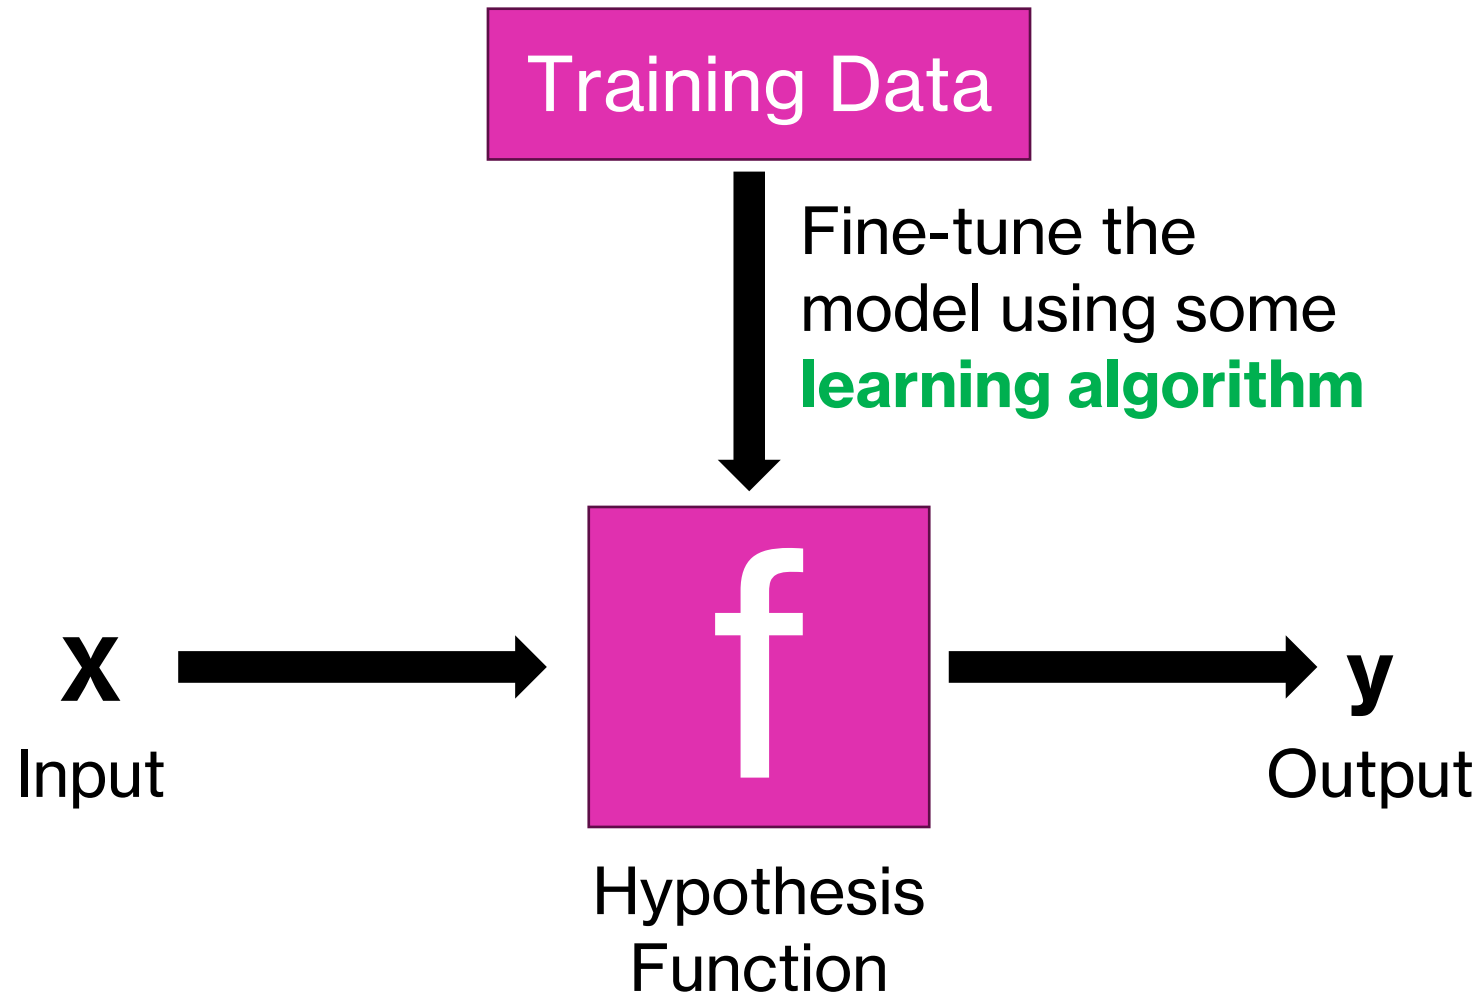 Training Data
Fine-tune the
model using some
learning algorithm
f
x
y
Input
Output
Hypothesis
Function